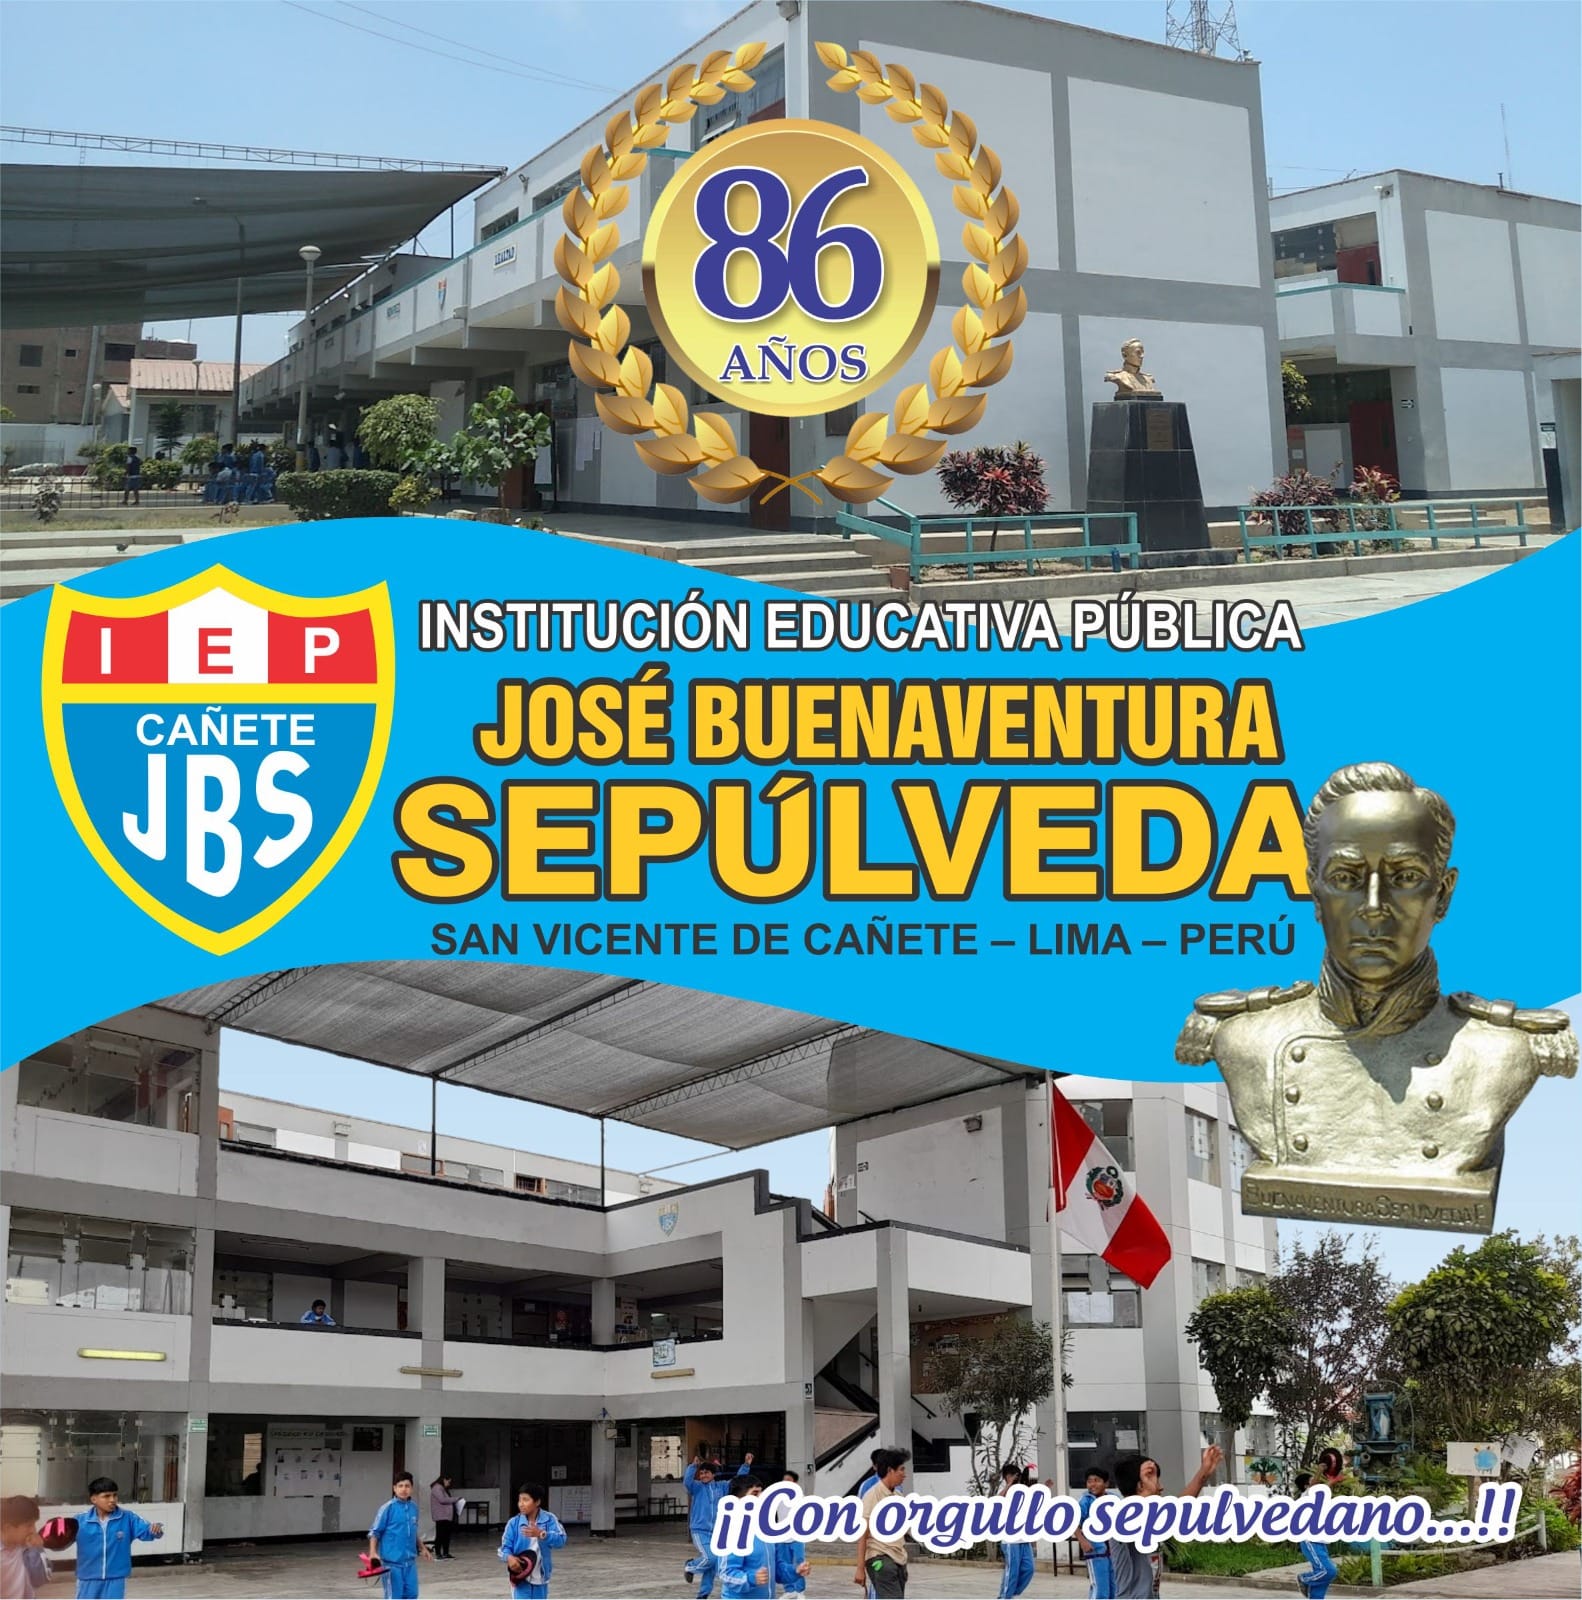 86
AÑOS
LEALTAD
I E P
CAÑETE
JBS
INSTITUCIÓN EDUCATIVA PÚBLICA
JOSÉ BUENAVENTURA
SEPÚLVEDA
SAN VICENTE DE CAÑETE – LIMA – PERÚ
BUENAVENTURA SEPULVEDA F
¡¡Con orgullo sepulvedano...!!